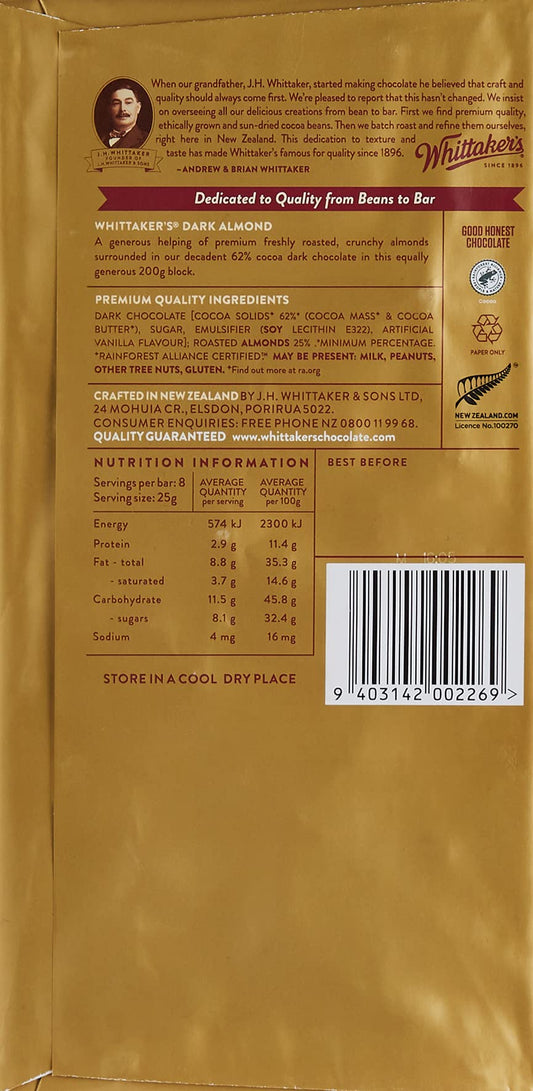 When our grandfather, J.H. Whittaker, started making chocolate he believed that craft and
quality should always come first. We're pleased to report that this hasn't changed. We insist
on overseeing all our delicious creations from bean to bar. First we find premium quality,
ethically grown and sun-dried cocoa beans. Then we batch roast and refine them ourselves,
right here in New Zealand. This dedication to texture and
taste has made Whittaker's famous for quality since 1896.
– ANDREW & BRIAN WHITTAKER
J.H. WHITTAKER
FOUNDER OF
J.H. WHITTAKER & SONS
Whittaker's
SINCE 1896
Dedicated to Quality from Beans to Bar
WHITTAKER'S® DARK ALMOND
A generous helping of premium freshly roasted, crunchy almonds
surrounded in our decadent 62% cocoa dark chocolate in this equally
generous 200g block.
PREMIUM QUALITY INGREDIENTS
DARK CHOCOLATE [COCOA SOLIDS* 62%† (COCOA MASS† & COCOA
BUTTER†), SUGAR, EMULSIFIER (SOY LECITHIN E322), ARTIFICIAL
VANILLA FLAVOUR]; ROASTED ALMONDS 25% .*MINIMUM PERCENTAGE.
†RAINFOREST ALLIANCE CERTIFIED™ MAY BE PRESENT: MILK, PEANUTS,
OTHER TREE NUTS, GLUTEN. †Find out more at ra.org
CRAFTED IN NEW ZEALAND BY J.H. WHITTAKER & SONS LTD,
24 MOHUIA CR., ELSDON, PORIRUA 5022.
CONSUMER ENQUIRIES: FREE PHONE NZ 0800 11 99 68.
QUALITY GUARANTEED www.whittakerschocolate.com
GOOD HONEST
CHOCOLATE
Cocoa
PAPER ONLY
NEW ZEALAND.COM
Licence No.100270
NUTRITION INFORMATION
Servings per bar: 8
Serving size: 25g
AVERAGE
QUANTITY
per serving
AVERAGE
QUANTITY
per 100g
Energy 574 kJ 2300 kJ
Protein 2.9 g 11.4 g
Fat - total 8.8 g 35.3 g
- saturated 3.7 g 14.6 g
Carbohydrate 11.5 g 45.8 g
- sugars 8.1 g 32.4 g
Sodium 4 mg 16 mg
STORE IN A COOL DRY PLACE
BEST BEFORE
9 403142 002269 >